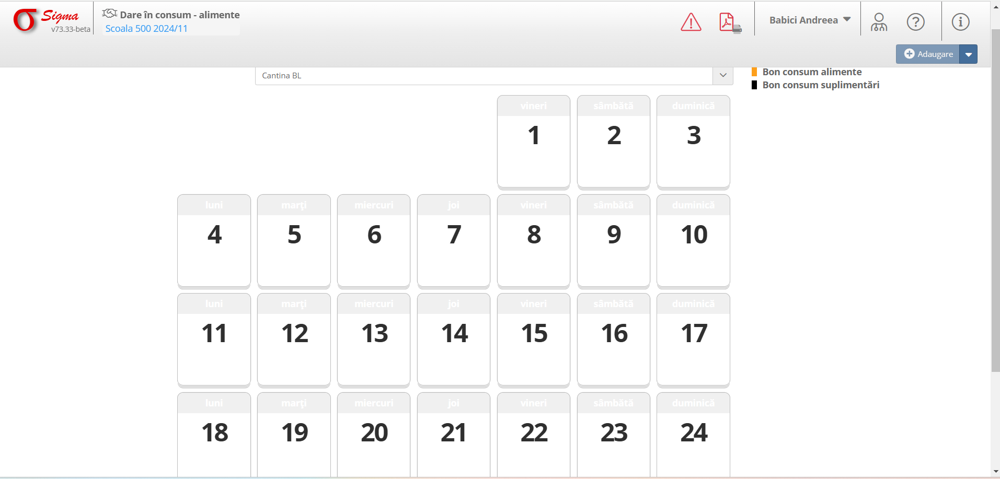 σ Sigma
v73.33-beta
Dare în consum - alimente
Scoala 500 2024/11
Babici Andreea
Adaugare
Cantina BL
Bon consum alimente
Bon consum suplimentări
vineri sâmbătă duminică
1 2 3
luni marţi miercuri joi vineri sâmbătă duminică
4 5 6 7 8 9 10
luni marţi miercuri joi vineri sâmbătă duminică
11 12 13 14 15 16 17
luni marţi miercuri joi vineri sâmbătă duminică
18 19 20 21 22 23 24